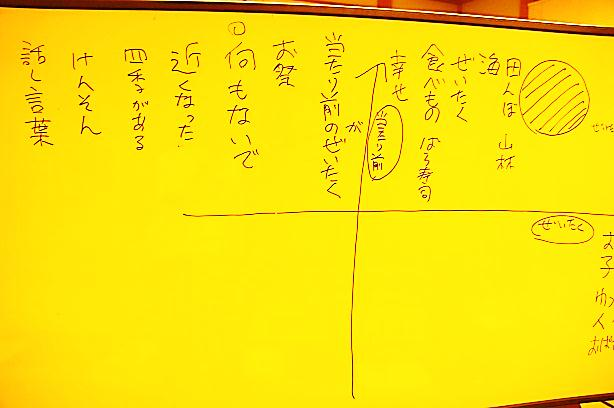 田んぼ 山林
海
ぜいたく
食べもの ばら寿司
幸せ
当たり前
が
当たり前のぜいたく
お祭
①何もないで
近くなった
四季がある
けんそん
話し言葉
ぜいたく